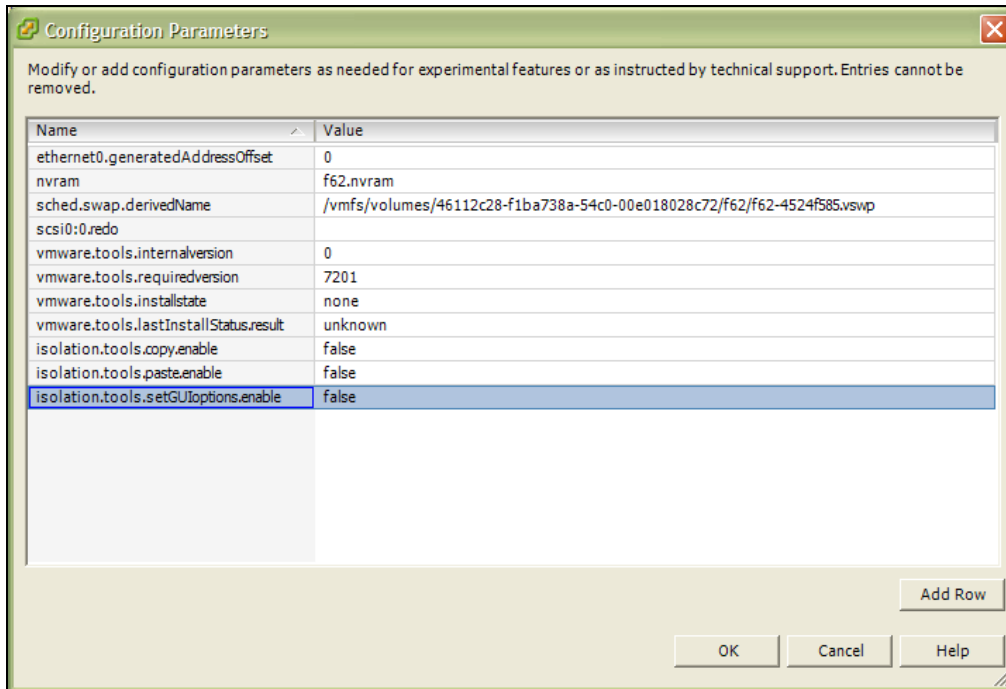 Configuration Parameters
Modify or add configuration parameters as needed for experimental features or as instructed by technical support. Entries cannot be
removed.
Name Value
ethernet0.generatedAddressOffset 0
nvram f62.nvram
sched.swap.derivedName /vmfs/volumes/46112c28-f1ba738a-54c0-00e018028c72/f62/f62-4524f585.vswp
scsi0:0.redo
vmware.tools.internalversion 0
vmware.tools.requiredversion 7201
vmware.tools.installstate none
vmware.tools.lastInstallStatus.result unknown
isolation.tools.copy.enable false
isolation.tools.paste.enable false
isolation.tools.setGUIoptions.enable false
Add Row
OK Cancel Help